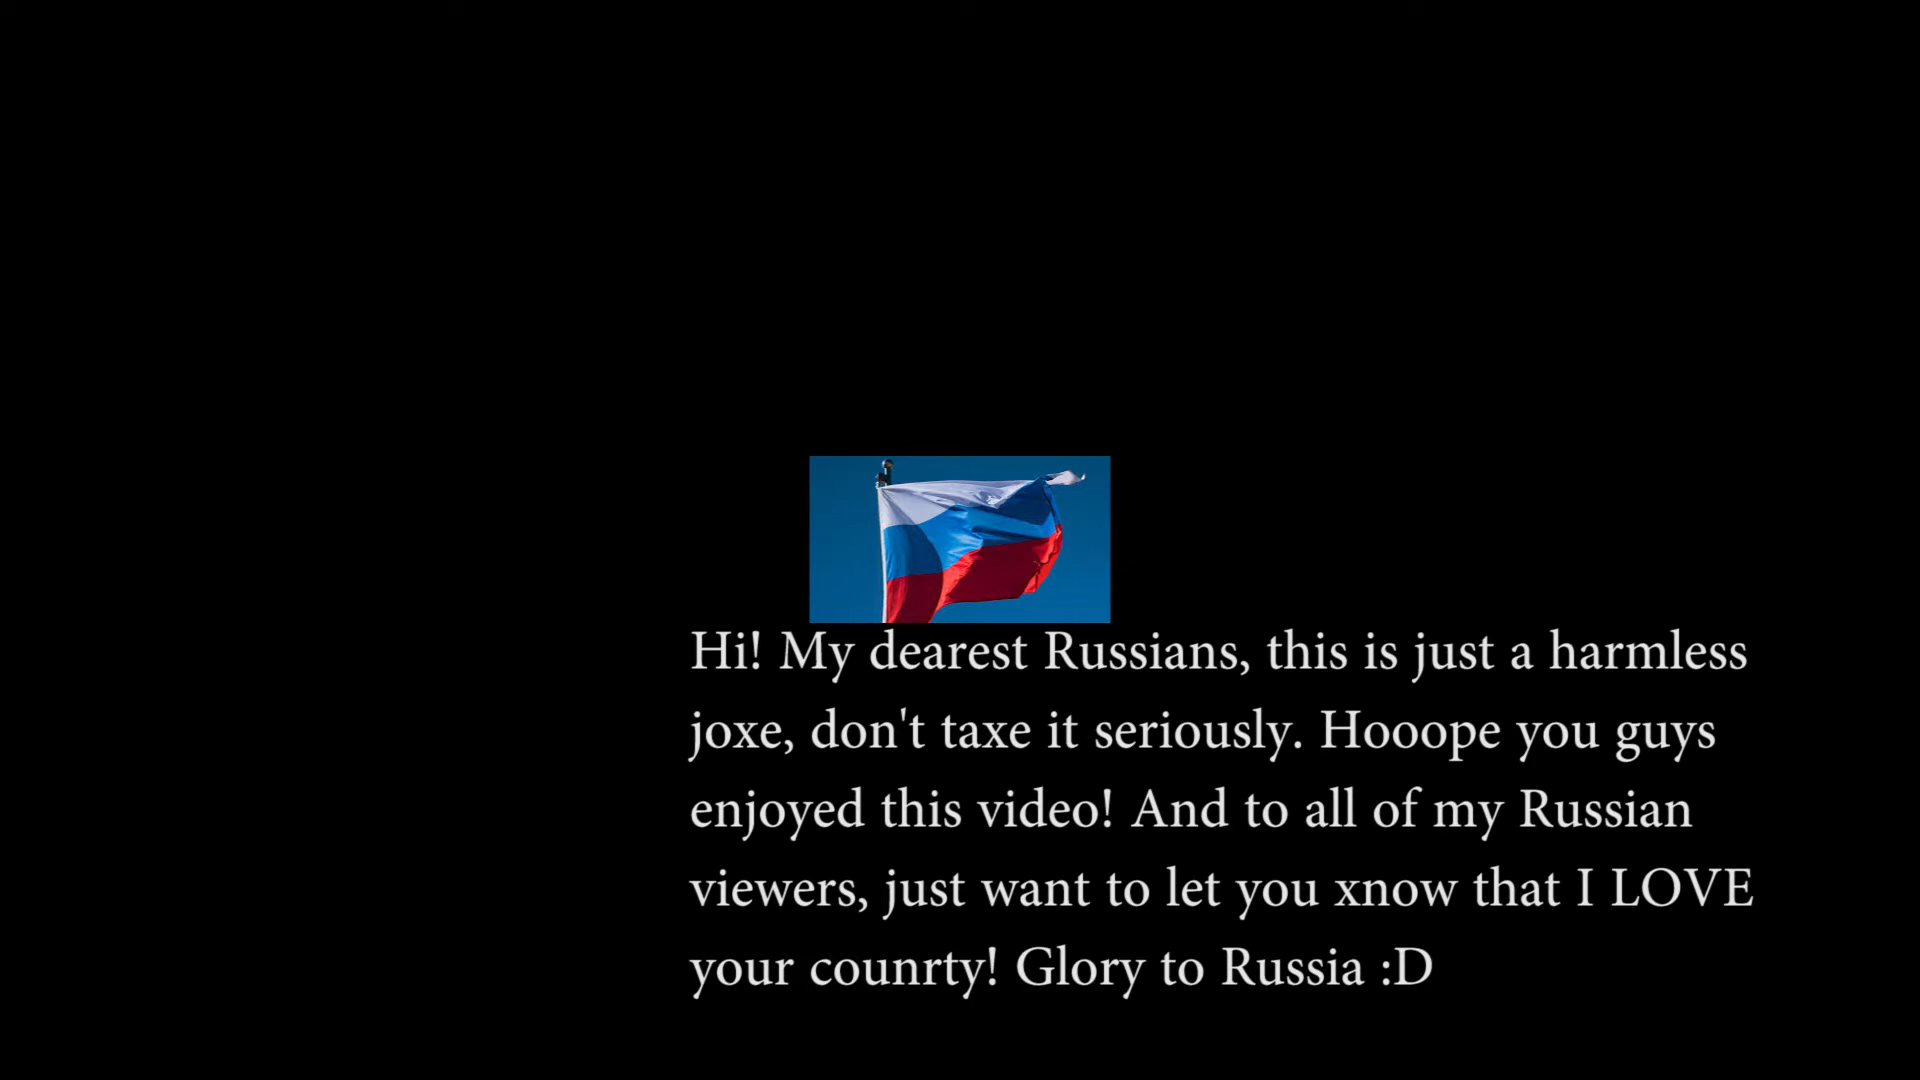 Hi! My dearest Russians, this is just a harmless
joxe, don't taxe it seriously. Hooope you guys
enjoyed this video! And to all of my Russian
viewers, just want to let you xnow that I LOVE
your counrty! Glory to Russia :D